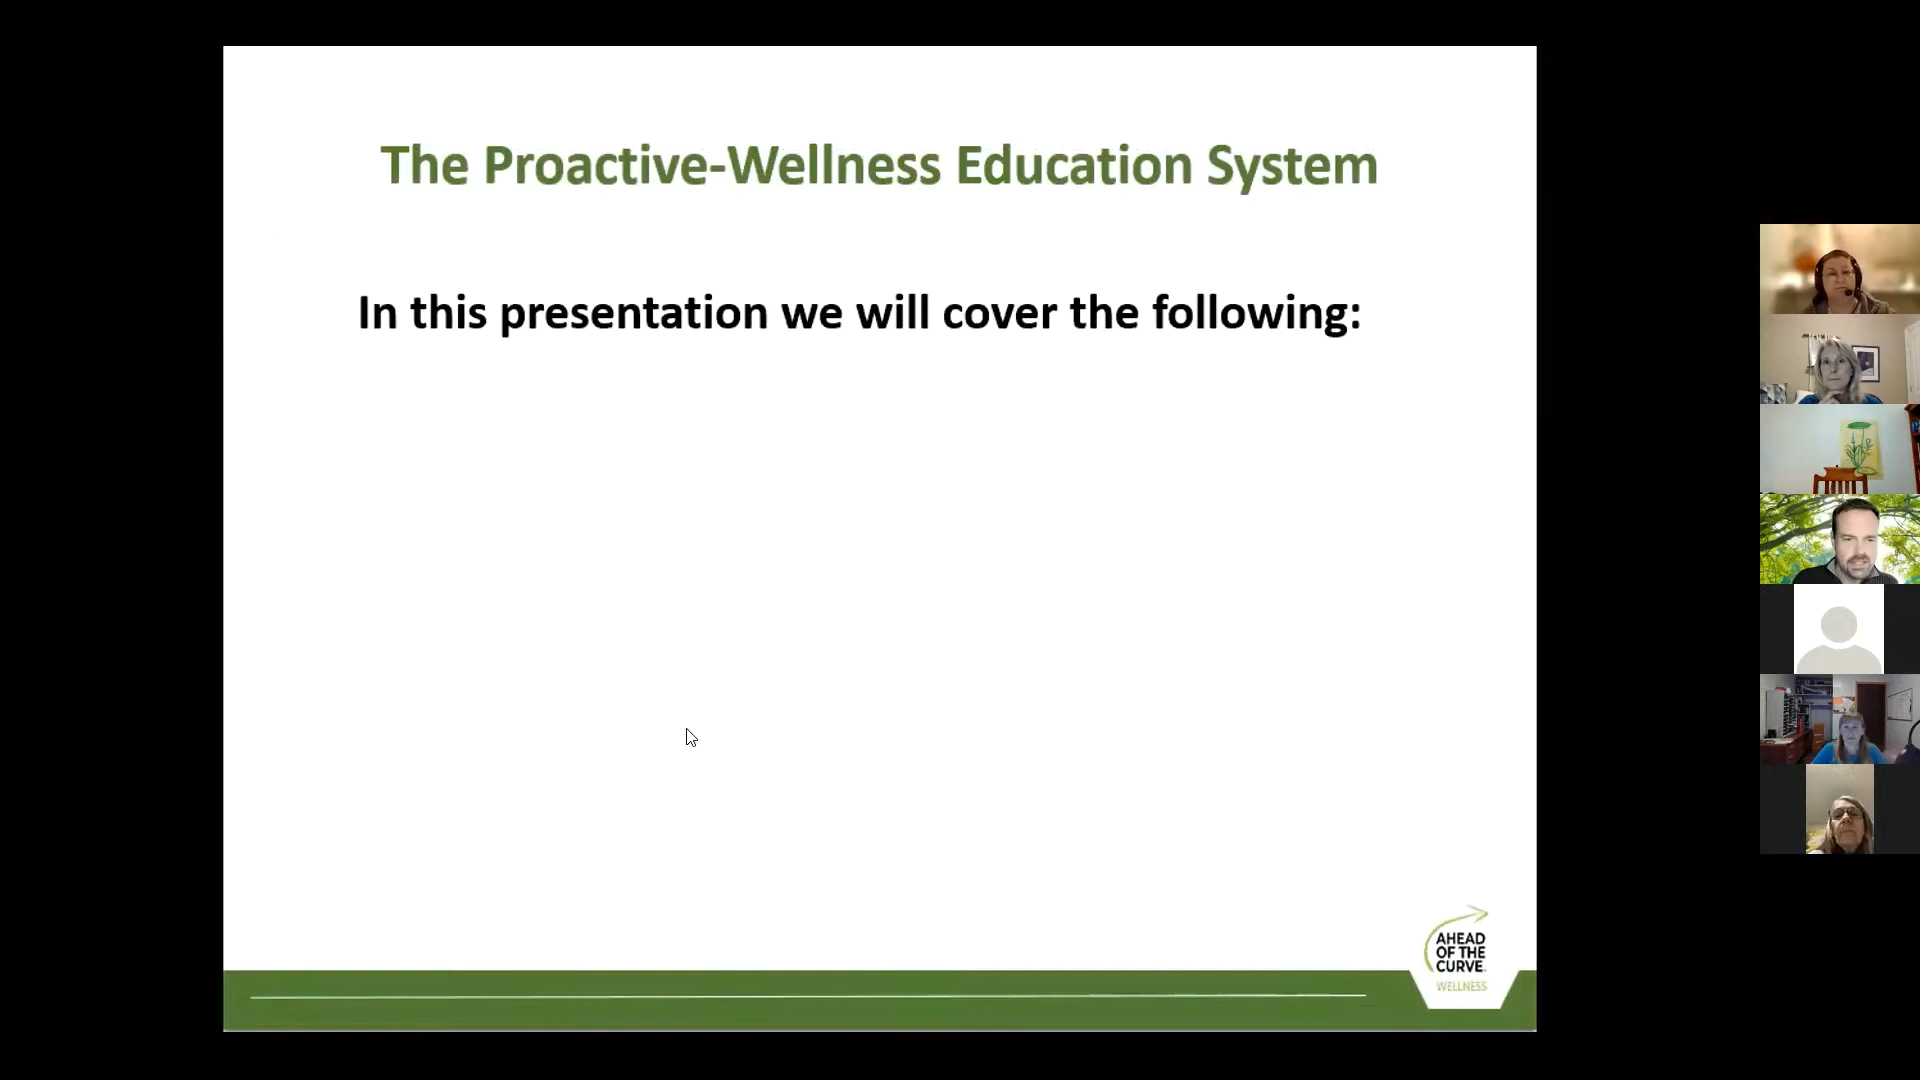 The Proactive-Wellness Education System
In this presentation we will cover the following:
AHEAD
OF THE
CURVE
WELLNESS